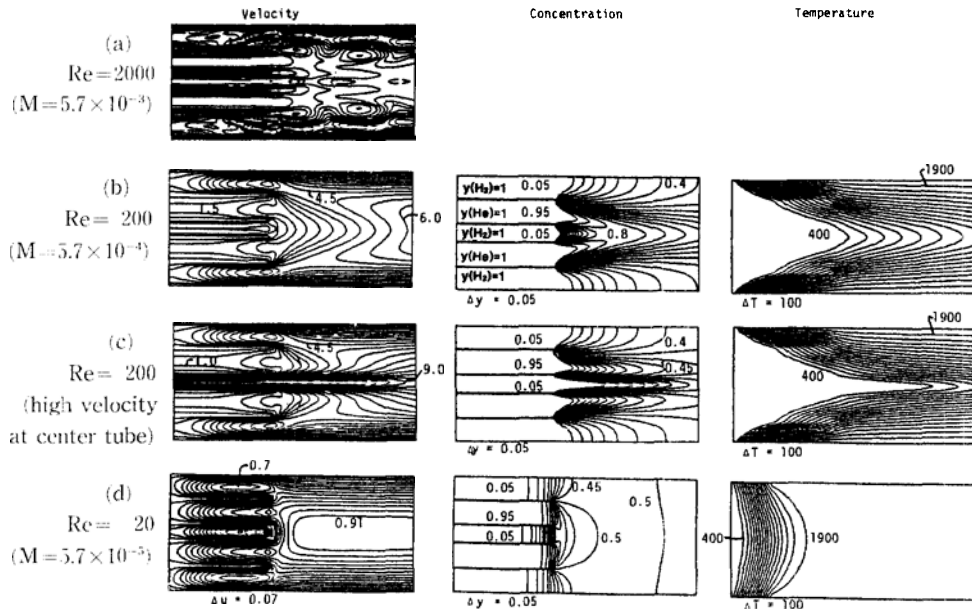 Velocity
Concentration
Temperature
(a)
Re=2000
(M=5.7×10⁻³)
(b)
Re= 200
(M=5.7×10⁻⁴)
1.5
4.5
6.0
y(H₂)=1
0.05
0.4
y(He)=1
0.95
y(H₂)=1
0.05
0.8
y(He)=1
y(H₂)=1
Δy = 0.05
1900
400
ΔT = 100
(c)
Re= 200
(high velocity
at center tube)
1.0
4.5
9.0
0.05
0.4
0.95
0.45
0.05
Δy = 0.05
1900
400
ΔT = 100
(d)
Re= 20
(M=5.7×10⁻⁵)
0.7
0.91
Δu = 0.07
0.05
0.45
0.5
0.95
0.05
0.5
Δy = 0.05
400
1900
ΔT = 100